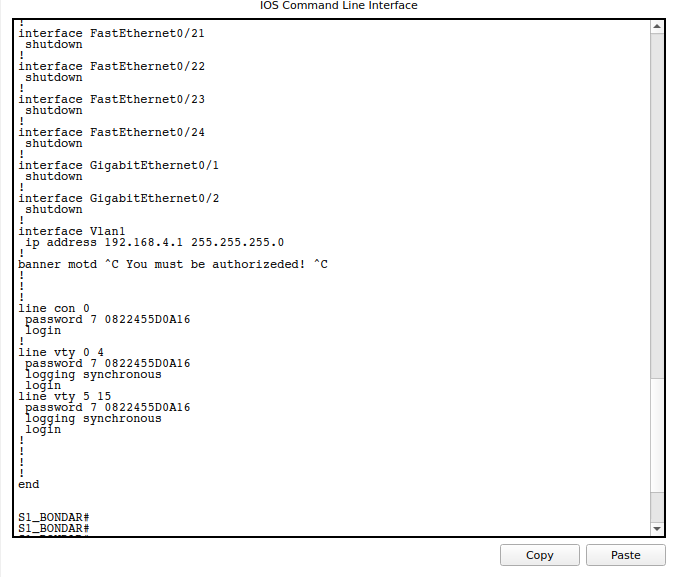 IOS Command Line Interface
!
interface FastEthernet0/21
shutdown
!
interface FastEthernet0/22
shutdown
!
interface FastEthernet0/23
shutdown
!
interface FastEthernet0/24
shutdown
!
interface GigabitEthernet0/1
shutdown
!
interface GigabitEthernet0/2
shutdown
!
interface Vlan1
ip address 192.168.4.1 255.255.255.0
!
banner motd ^C You must be authorizeded! ^C
!
!
!
line con 0
password 7 0822455D0A16
login
!
line vty 0 4
password 7 0822455D0A16
logging synchronous
login
line vty 5 15
password 7 0822455D0A16
logging synchronous
login
!
!
!
!
end
S1_BONDAR#
S1_BONDAR#
Copy
Paste